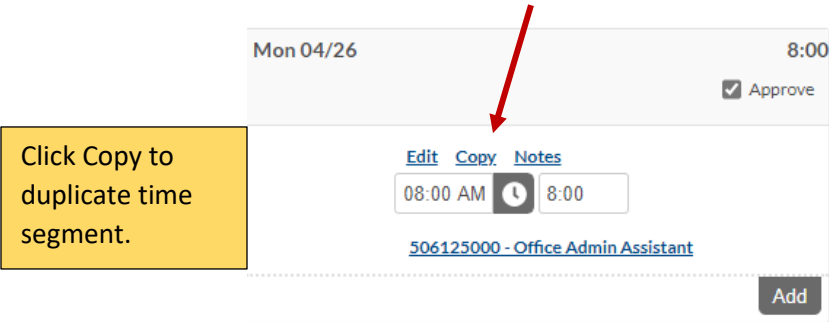 Mon 04/26 8:00
Approve
Click Copy to
duplicate time
segment.
Edit Copy Notes
08:00 AM 8:00
506125000 - Office Admin Assistant
Add